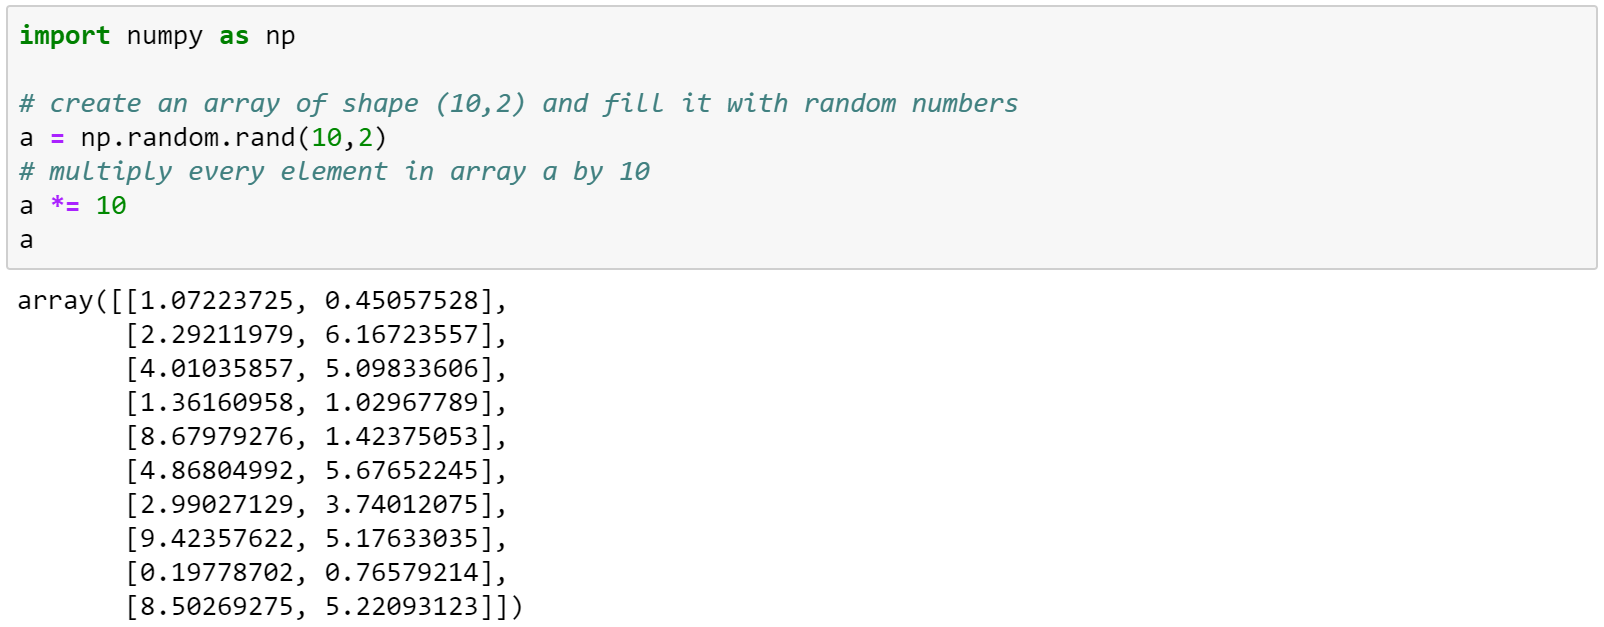 import numpy as np
# create an array of shape (10,2) and fill it with random numbers
a = np.random.rand(10,2)
# multiply every element in array a by 10
a *= 10
a
array([[1.07223725, 0.45057528],
[2.29211979, 6.16723557],
[4.01035857, 5.09833606],
[1.36160958, 1.02967789],
[8.67979276, 1.42375053],
[4.86804992, 5.67652245],
[2.99027129, 3.74012075],
[9.42357622, 5.17633035],
[0.19778702, 0.76579214],
[8.50269275, 5.22093123]])